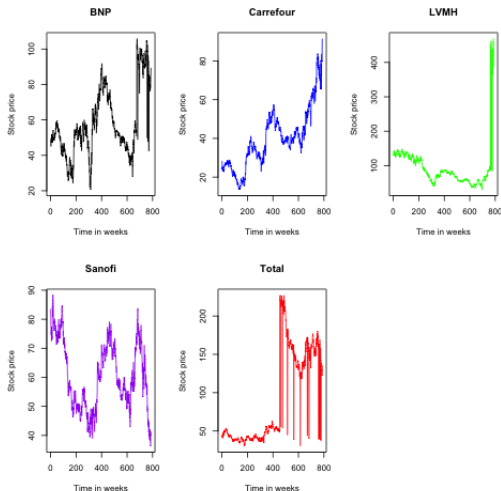 BNP
Stock price
20 40 60 80 100
0 200 400 600 800
Time in weeks
Carrefour
Stock price
20 40 60 80
0 200 400 600 800
Time in weeks
LVMH
Stock price
100 200 300 400
0 200 400 600 800
Time in weeks
Sanofi
Stock price
40 50 60 70 80 90
0 200 400 600 800
Time in weeks
Total
Stock price
50 100 150 200
0 200 400 600 800
Time in weeks